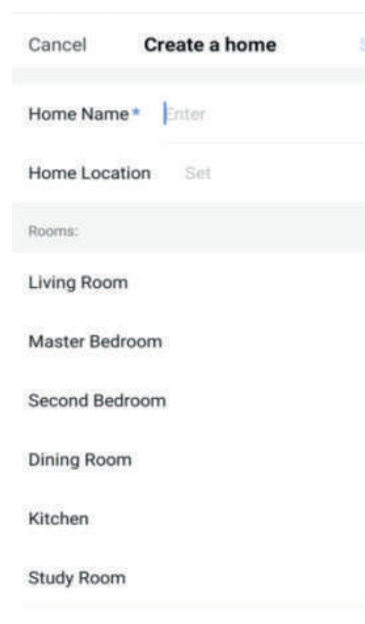 Cancel Create a home
Home Name* Enter
Home Location Set
Rooms:
Living Room
Master Bedroom
Second Bedroom
Dining Room
Kitchen
Study Room